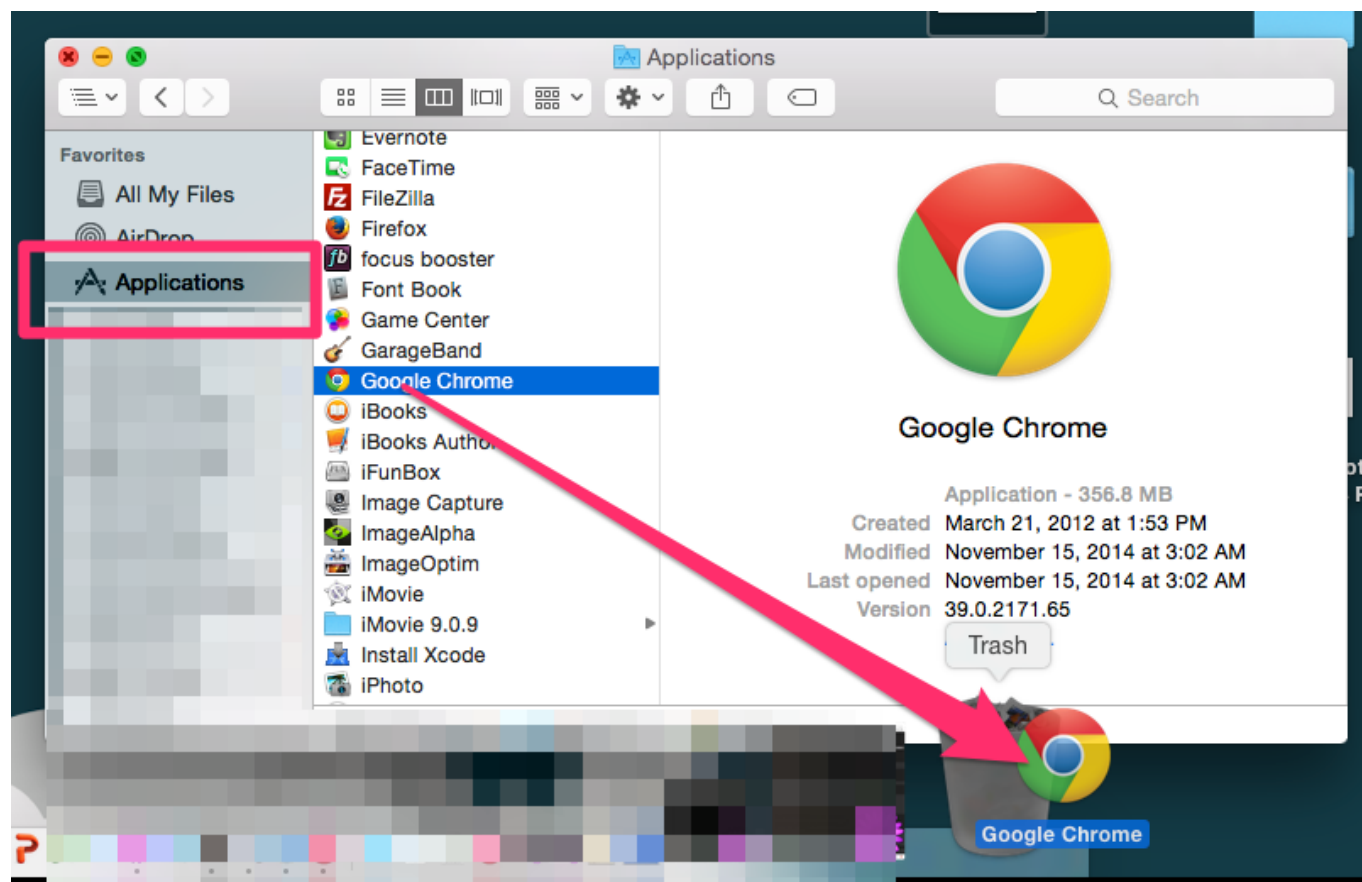 Applications
Search
Favorites
All My Files
AirDrop
Applications
Evernote
FaceTime
FileZilla
Firefox
focus booster
Font Book
Game Center
GarageBand
Google Chrome
iBooks
iBooks Author
iFunBox
Image Capture
ImageAlpha
ImageOptim
iMovie
iMovie 9.0.9
Install Xcode
iPhoto
Google Chrome
Application - 356.8 MB
Created March 21, 2012 at 1:53 PM
Modified November 15, 2014 at 3:02 AM
Last opened November 15, 2014 at 3:02 AM
Version 39.0.2171.65
Trash
Google Chrome